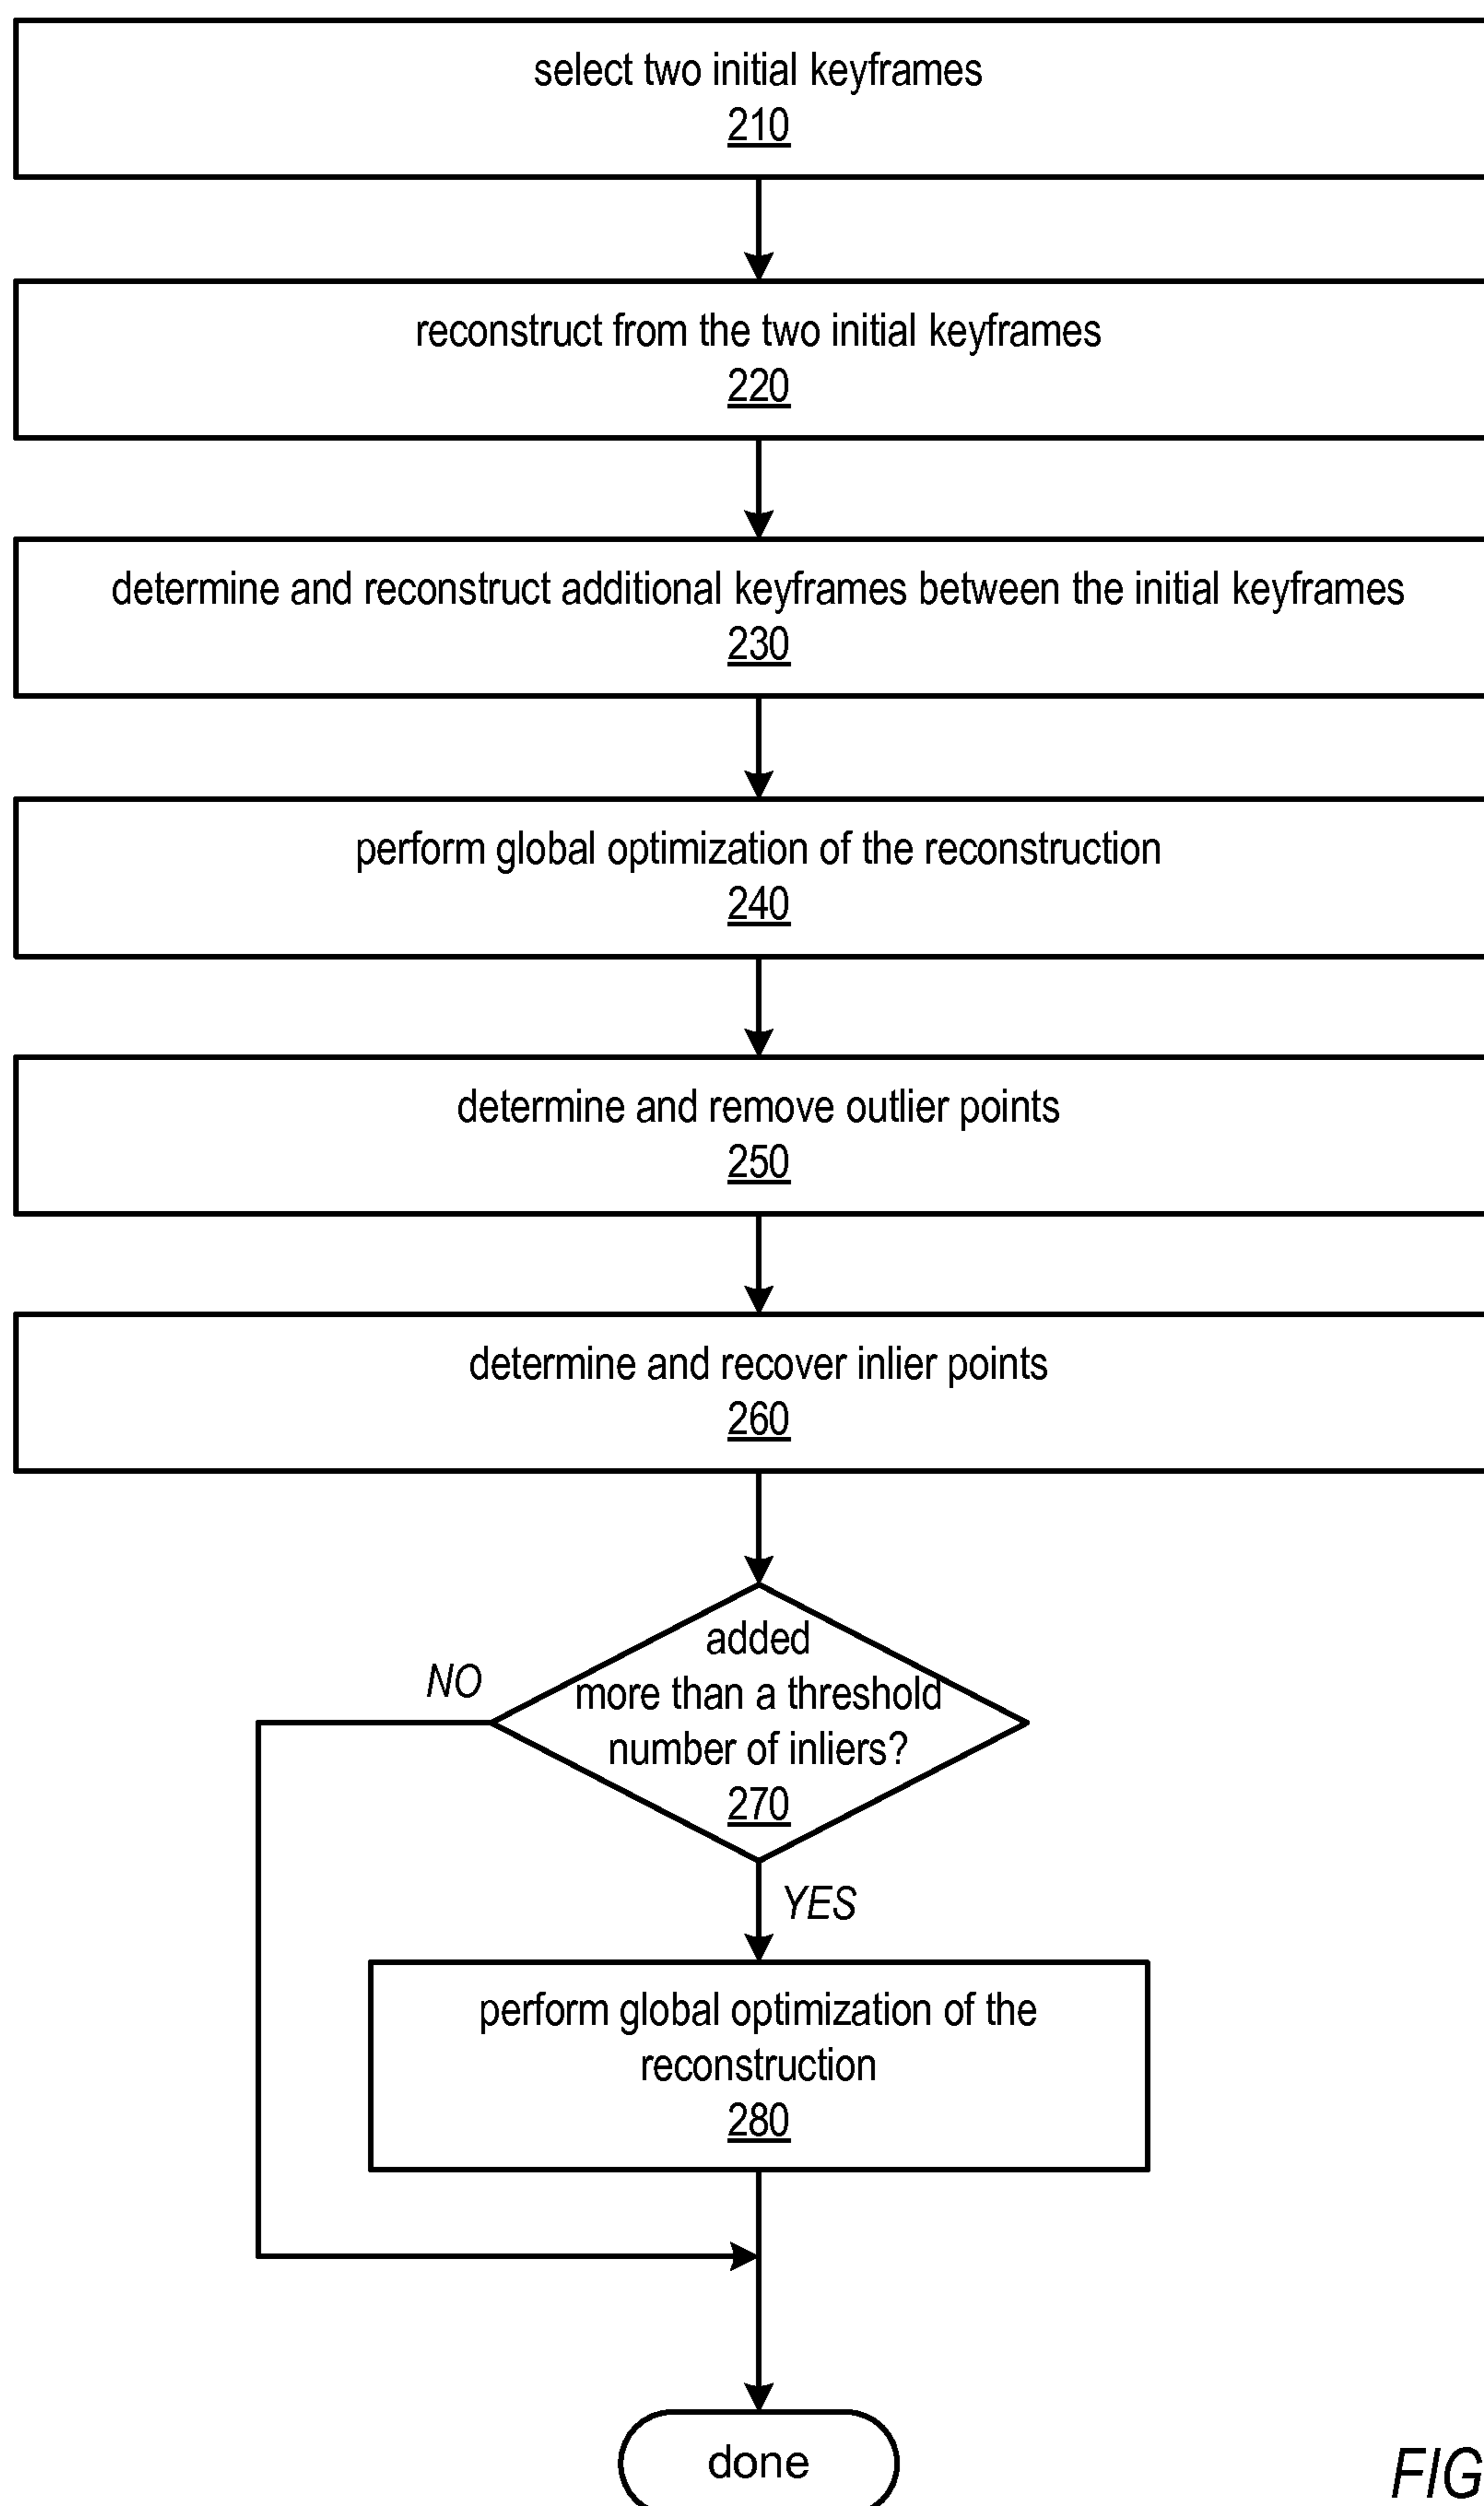 select two initial keyframes
210
reconstruct from the two initial keyframes
220
determine and reconstruct additional keyframes between the initial keyframes
230
perform global optimization of the reconstruction
240
determine and remove outlier points
250
determine and recover inlier points
260
added
more than a threshold
number of inliers?
270
NO
YES
perform global optimization of the
reconstruction
280
done
FIG